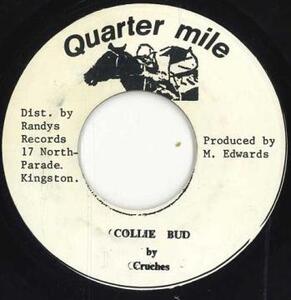 Quarter mile
Dist. by
Randys
Records
17 North-
Parade.
Kingston.
Produced by
M. Edwards
COLLIE BUD
by
Cruches